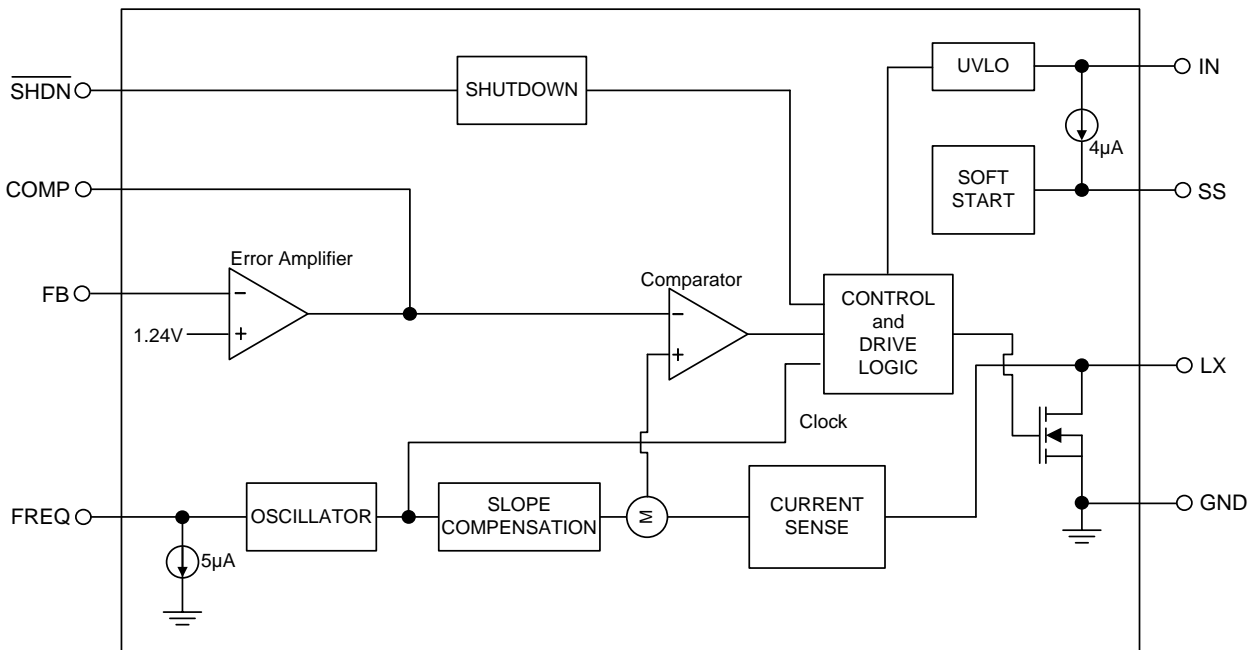 SHDN
SHUTDOWN
UVLO
IN
4µA
COMP
SOFT
START
SS
Error Amplifier
FB
−
1.24V
+
Comparator
−
+
CONTROL
and
DRIVE
LOGIC
LX
Clock
FREQ
OSCILLATOR
SLOPE
COMPENSATION
M
CURRENT
SENSE
GND
5µA